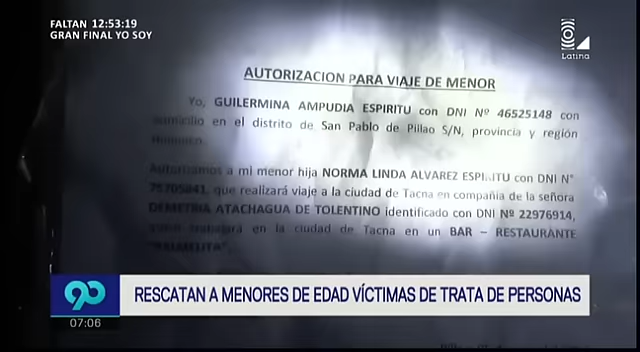 FALTAN 12:53:19
GRAN FINAL YO SOY
Latina
AUTORIZACION PARA VIAJE DE MENOR
Yo, GUILERMINA AMPUDIA ESPIRITU con DNI Nº 46525148 con
domicilio en el distrito de San Pablo de Pillao S/N, provincia y región
Autorizamos a mi menor hija NORMA LINDA ALVAREZ ESPIRITU con DNI N°
que realizará viaje a la ciudad de Tacna en compañía de la señora
DEMETINA ATACHAGUA DE TOLENTINO identificado con DNI Nº 22976914,
en la ciudad de Tacna en un BAR – RESTAURANTE
90
RESCATAN A MENORES DE EDAD VÍCTIMAS DE TRATA DE PERSONAS
07:06